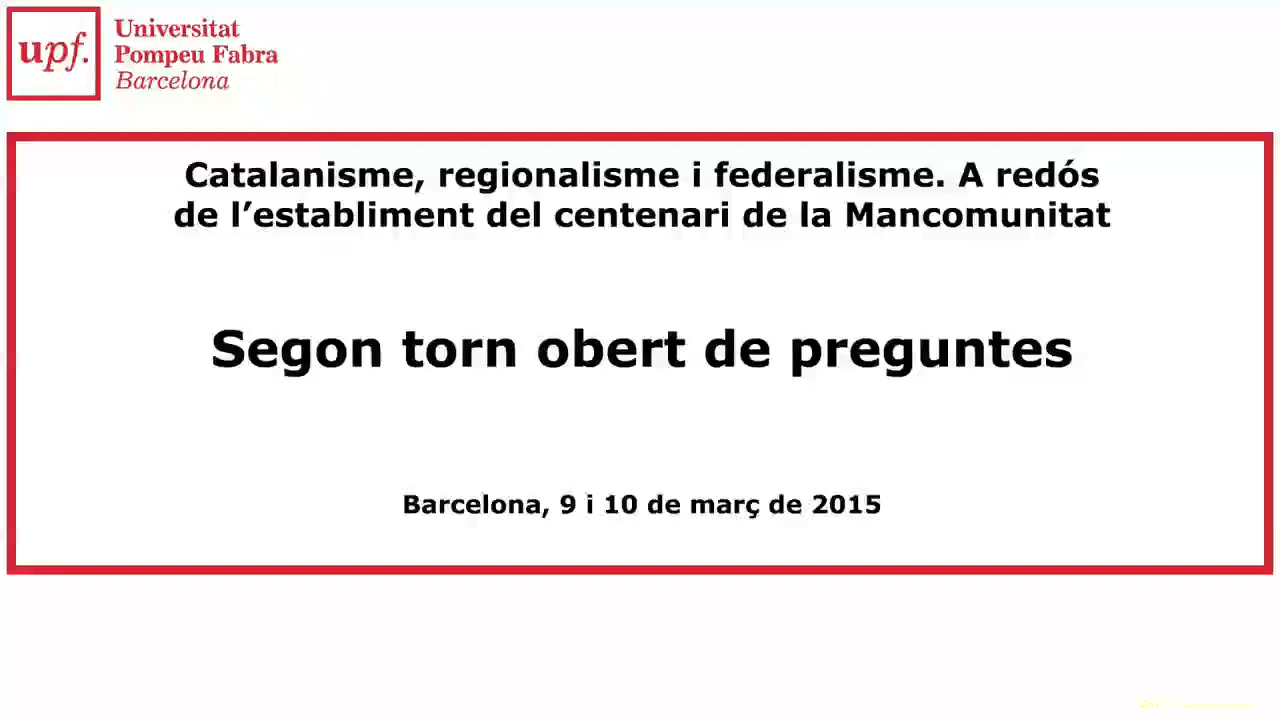 upf.
Universitat
Pompeu Fabra
Barcelona
Catalanisme, regionalisme i federalisme. A redós
de l’establiment del centenari de la Mancomunitat
Segon torn obert de preguntes
Barcelona, 9 i 10 de març de 2015